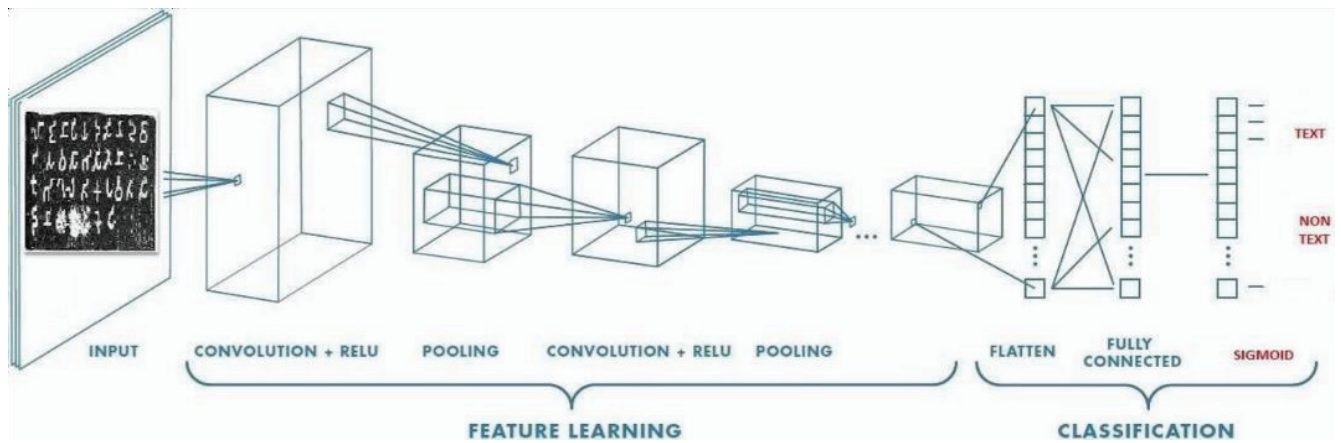 TEXT
NON
TEXT
INPUT
CONVOLUTION + RELU
POOLING
CONVOLUTION + RELU
POOLING
FLATTEN
FULLY
CONNECTED
SIGMOID
FEATURE LEARNING
CLASSIFICATION